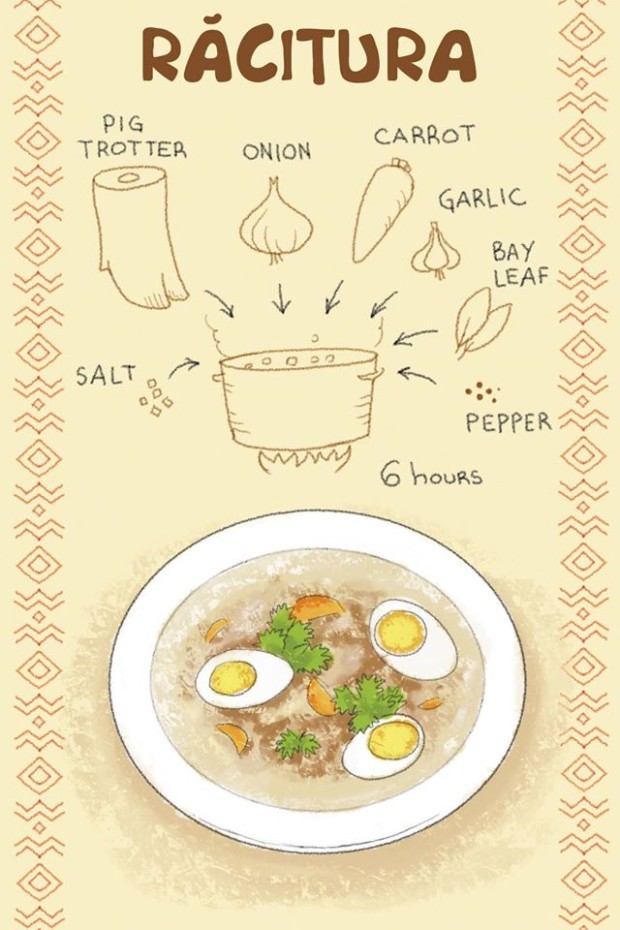 RĂCITURA
PIG
TROTTER
ONION
CARROT
GARLIC
BAY
LEAF
SALT
PEPPER
6 hours